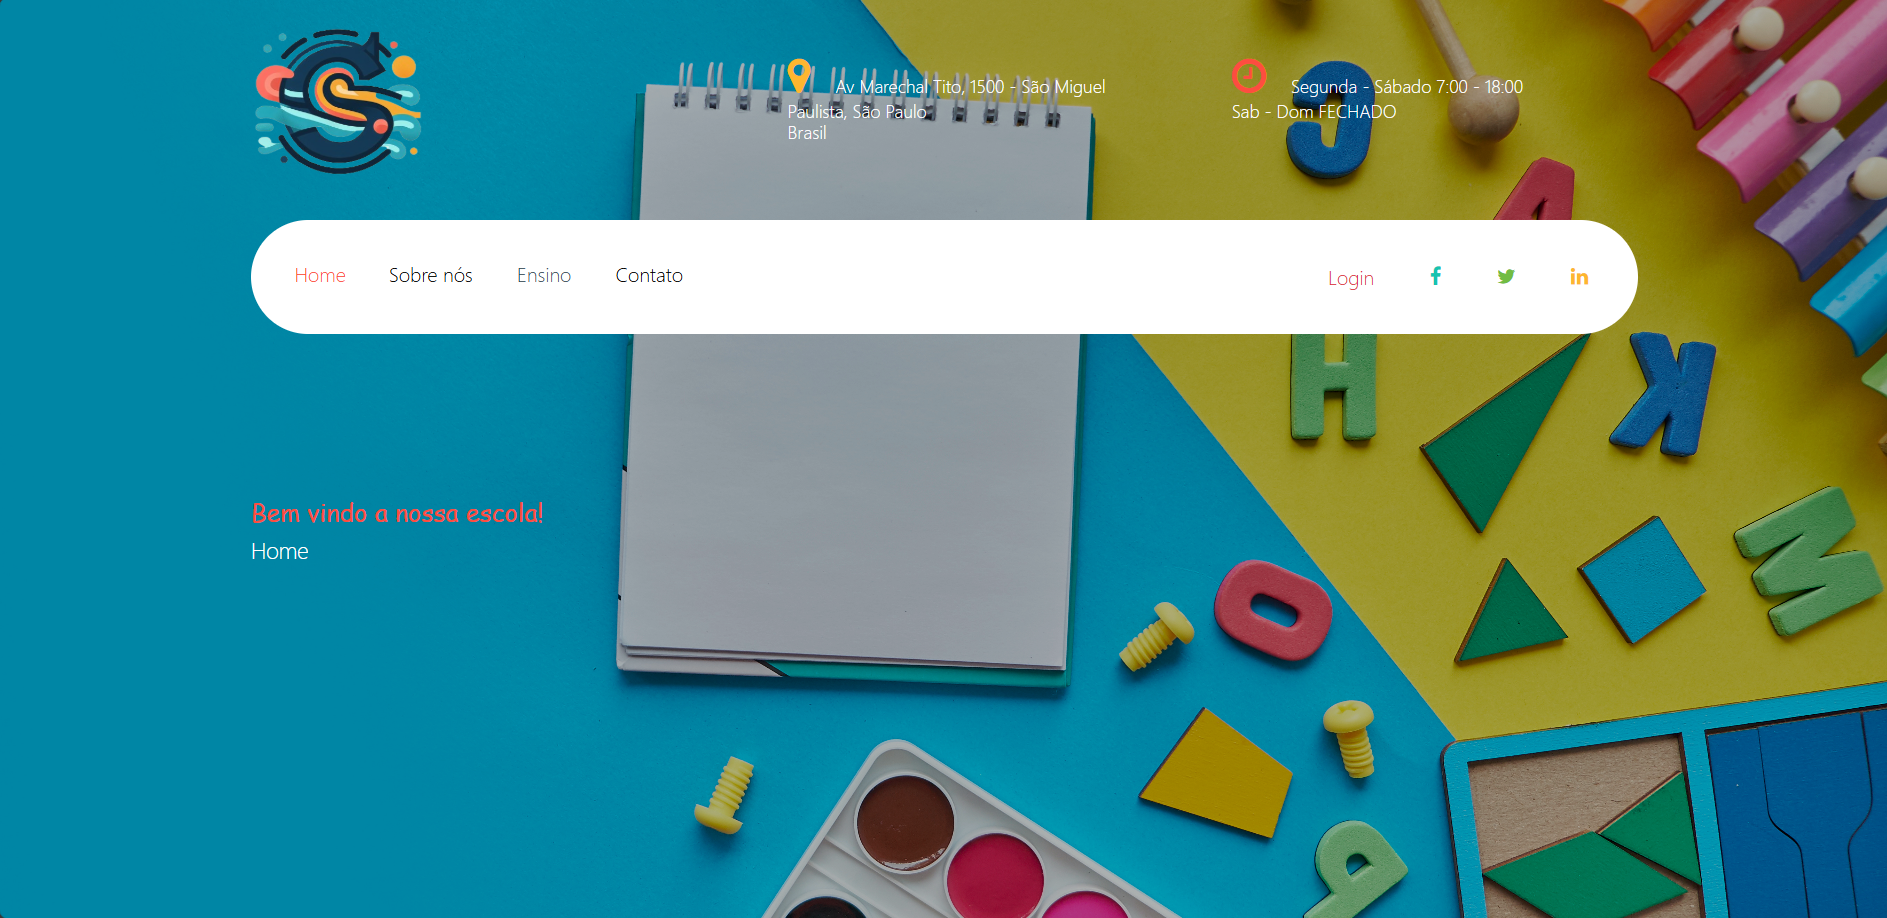 S
Av Marechal Tito, 1500 - São Miguel
Paulista, São Paulo
Brasil
Segunda - Sábado 7:00 - 18:00
Sab - Dom FECHADO
Home
Sobre nós
Ensino
Contato
Login
Bem vindo a nossa escola!
Home
J
A
H
K
M
O
P